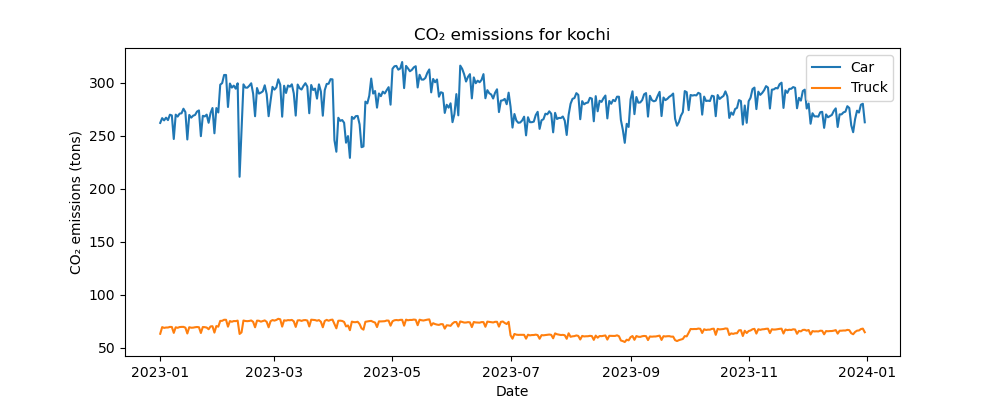 CO₂ emissions for kochi
Car
Truck
CO₂ emissions (tons)
300
250
200
150
100
50
2023-01
2023-03
2023-05
2023-07
2023-09
2023-11
2024-01
Date